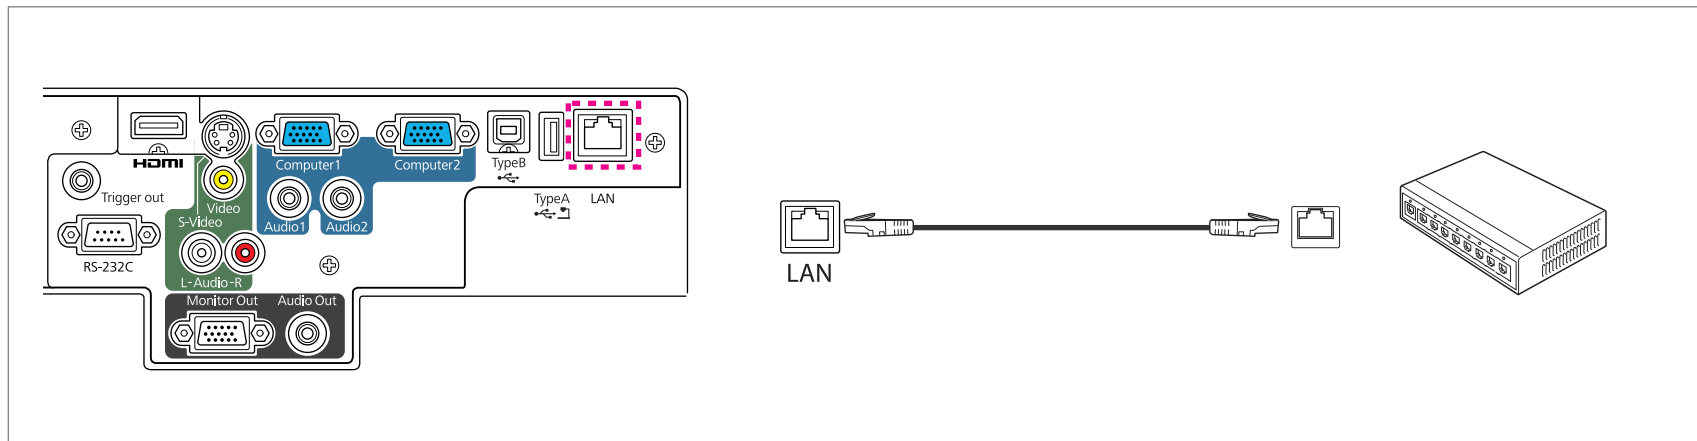 HDMI
Computer1
Computer2
TypeB
Trigger out
Video
TypeA
LAN
S-Video
Audio1
Audio2
RS-232C
L-Audio-R
Monitor Out
Audio Out
LAN